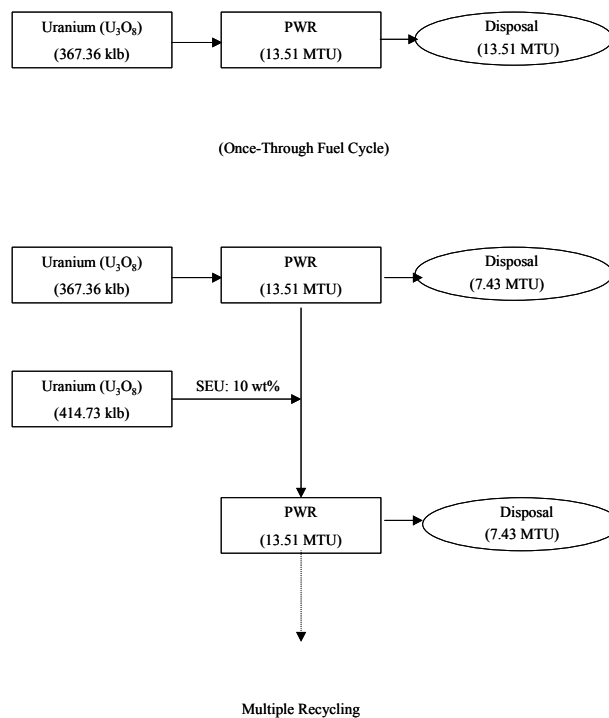 Uranium (U₃O₈)
(367.36 klb)
PWR
(13.51 MTU)
Disposal
(13.51 MTU)
(Once-Through Fuel Cycle)
Uranium (U₃O₈)
(367.36 klb)
PWR
(13.51 MTU)
Disposal
(7.43 MTU)
Uranium (U₃O₈)
(414.73 klb)
SEU: 10 wt%
PWR
(13.51 MTU)
Disposal
(7.43 MTU)
Multiple Recycling